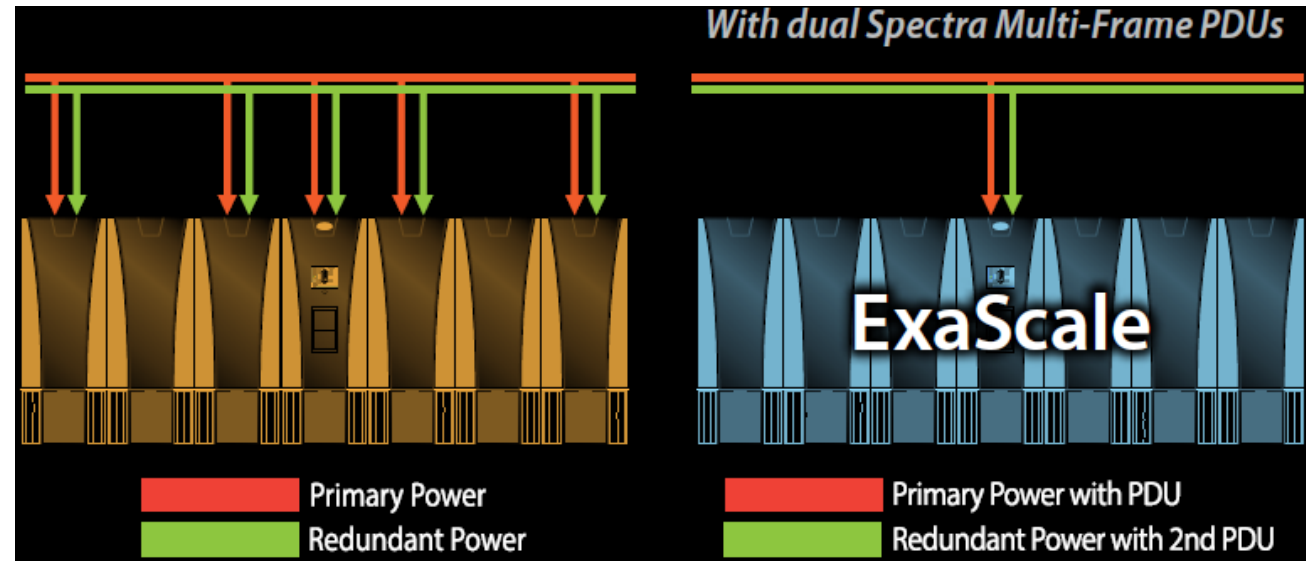 With dual Spectra Multi-Frame PDUs
ExaScale
Primary Power
Redundant Power
Primary Power with PDU
Redundant Power with 2nd PDU